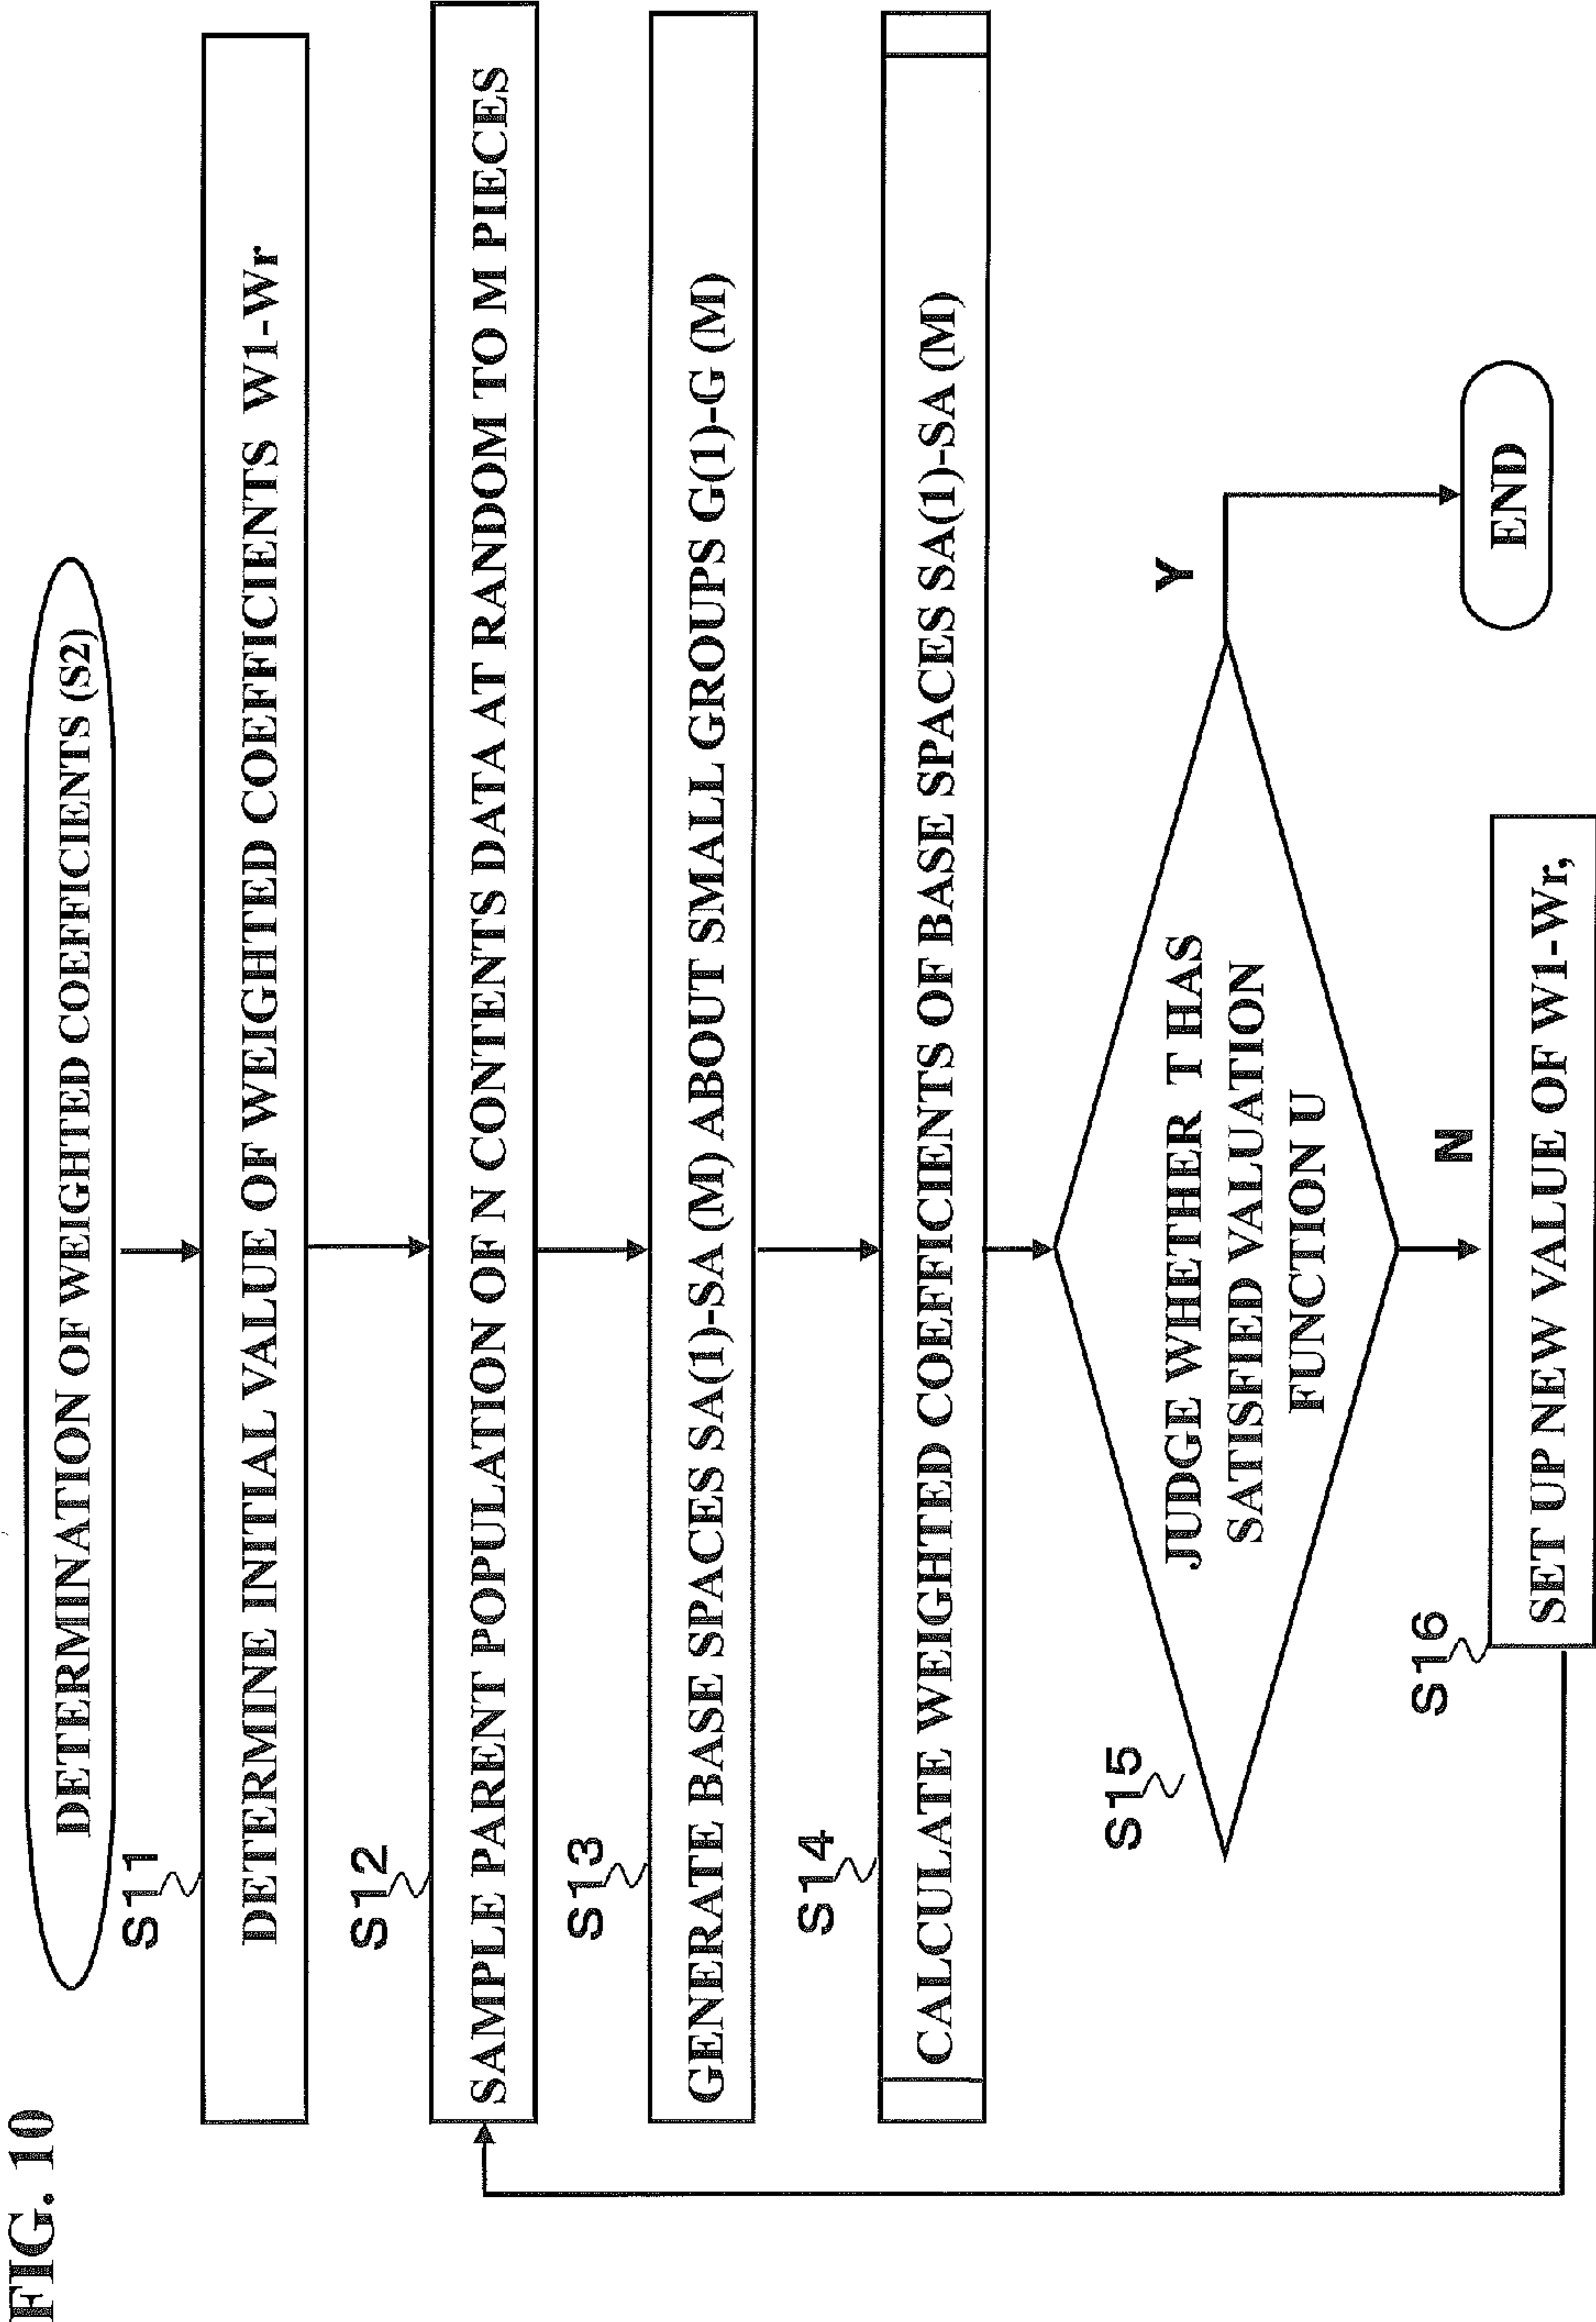 FIG. 10
DETERMINATION OF WEIGHTED COEFFICIENTS (S2)
S11
DETERMINE INITIAL VALUE OF WEIGHTED COEFFICIENTS W1-Wr
S12
SAMPLE PARENT POPULATION OF N CONTENTS DATA AT RANDOM TO M PIECES
S13
GENERATE BASE SPACES SA(1)-SA (M) ABOUT SMALL GROUPS G(1)-G (M)
S14
CALCULATE WEIGHTED COEFFICIENTS OF BASE SPACES SA(1)-SA (M)
S15
JUDGE WHETHER T HAS
SATISFIED VALUATION
FUNCTION U
Y
END
N
S16
SET UP NEW VALUE OF W1-Wr,